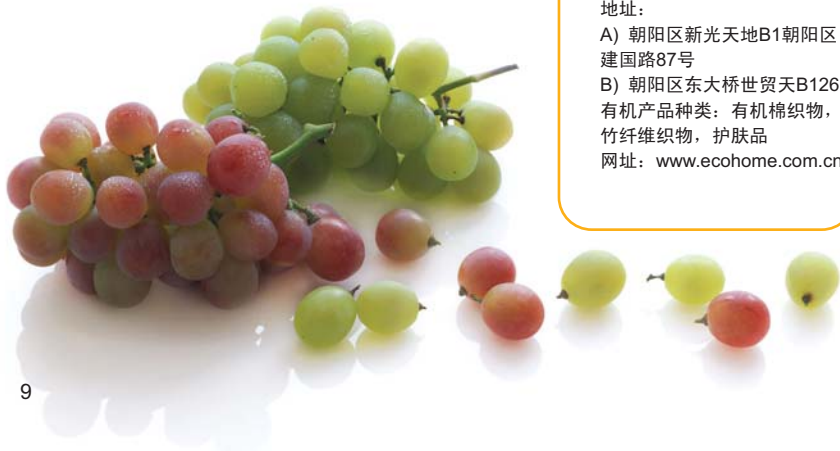 地址：
A) 朝阳区新光天地B1朝阳区
建国路87号
B) 朝阳区东大桥世贸天B126
有机产品种类：有机棉织物，
竹纤维织物，护肤品
网址：www.ecohome.com.cn
9